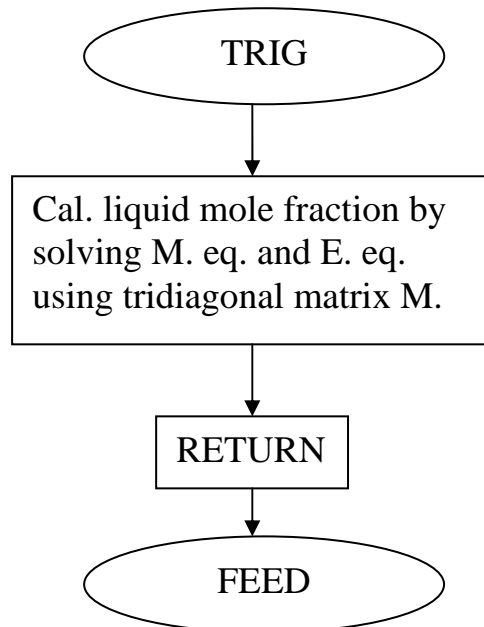 TRIG
Cal. liquid mole fraction by
solving M. eq. and E. eq.
using tridiagonal matrix M.
RETURN
FEED